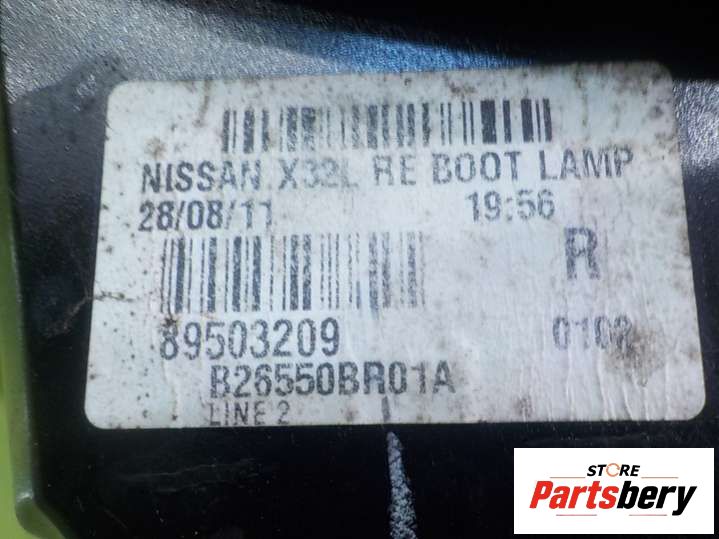 NISSAN X32L RE BOOT LAMP
28/08/11 19:56
R
89503209 0102
B26550BR01A
LINE 2
STORE
Partsbery